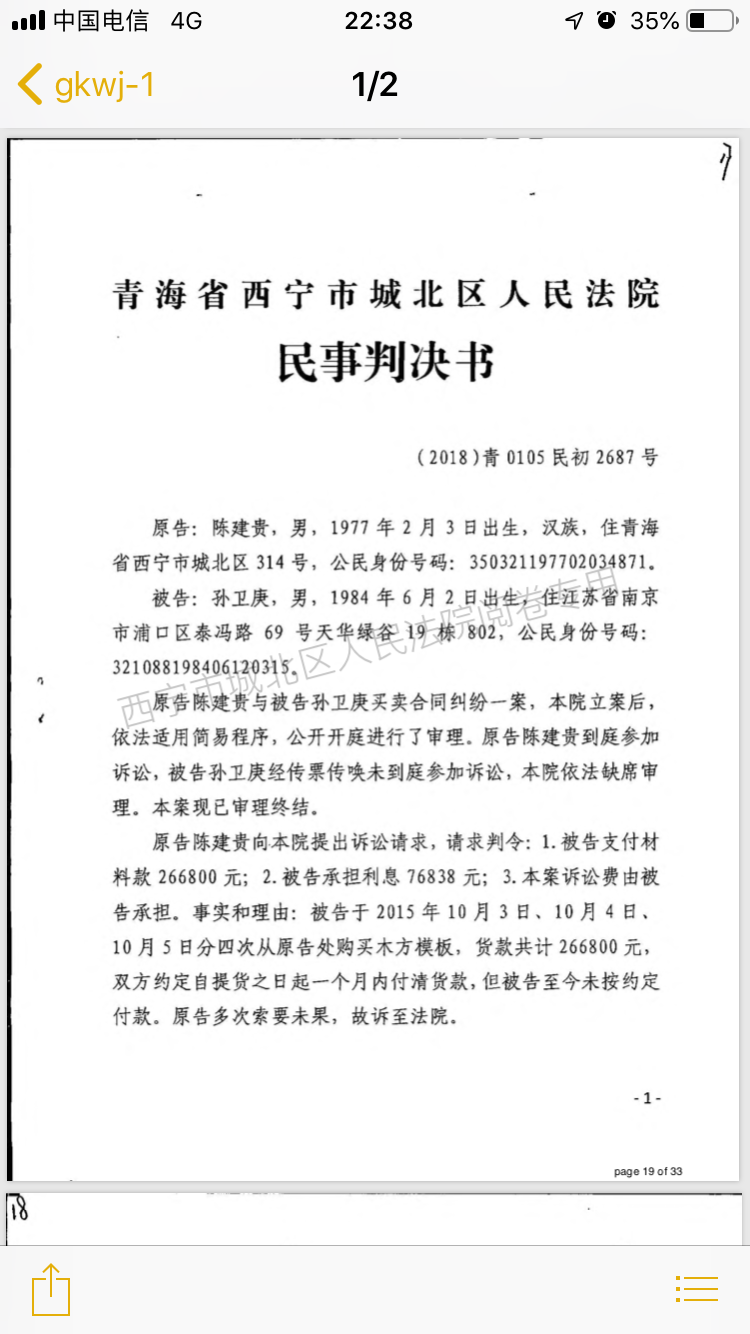 中国电信 4G 22:38 35%
gkwj-1 1/2
青海省西宁市城北区人民法院
民事判决书
(2018)青 0105 民初 2687 号
原告：陈建贵，男，1977 年 2 月 3 日出生，汉族，住青海
省西宁市城北区 314 号，公民身份号码：350321197702034871。
被告：孙卫庚，男，1984 年 6 月 2 日出生，住江苏省南京
市浦口区泰冯路 69 号天华绿谷 19 栋 802，公民身份号码：
321088198406120315。
西宁市城北区人民法院阅卷专用
原告陈建贵与被告孙卫庚买卖合同纠纷一案，本院立案后，
依法适用简易程序，公开开庭进行了审理。原告陈建贵到庭参加
诉讼，被告孙卫庚经传票传唤未到庭参加诉讼，本院依法缺席审
理。本案现已审理终结。
原告陈建贵向本院提出诉讼请求，请求判令：1.被告支付材
料款 266800 元；2.被告承担利息 76838 元；3.本案诉讼费由被
告承担。事实和理由：被告于 2015 年 10 月 3 日、10 月 4 日、
10 月 5 日分四次从原告处购买木方模板，货款共计 266800 元，
双方约定自提货之日起一个月内付清货款，但被告至今未按约定
付款。原告多次索要未果，故诉至法院。
-1-
page 19 of 33
18